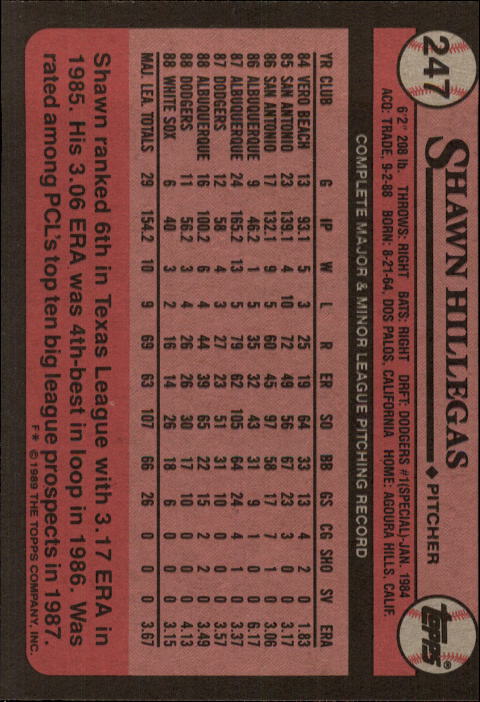 247
SHAWN HILLEGAS ◆ PITCHER
TOPPS®
6'2" 208 lb. THROWS: RIGHT BATS: RIGHT DRFT: DODGERS #1(SPECIAL)-JAN. 1984
ACQ: TRADE, 9-2-88 BORN: 8-21-64, DOS PALOS, CALIFORNIA HOME: AGOURA HILLS, CALIF.
COMPLETE MAJOR & MINOR LEAGUE PITCHING RECORD
YR CLUB G IP W L R ER SO BB GS CG SHO SV ERA
84 VERO BEACH 13 93.1 5 3 25 19 64 33 13 4 2 0 1.83
85 SAN ANTONIO 23 139.1 4 10 72 49 56 67 23 3 0 0 3.17
86 SAN ANTONIO 17 132.1 9 5 60 45 97 58 17 7 1 0 3.06
86 ALBUQUERQUE 9 46.2 1 5 35 32 43 31 9 1 0 0 6.17
87 ALBUQUERQUE 24 165.2 13 5 79 62 105 64 24 4 1 0 3.37
87 DODGERS 12 58 4 3 27 23 51 31 10 0 0 0 3.57
88 ALBUQUERQUE 16 100.2 6 4 44 39 65 22 15 2 2 0 3.49
88 DODGERS 11 56.2 3 4 26 26 30 17 10 0 0 0 4.13
88 WHITE SOX 6 40 3 2 16 14 26 18 6 0 0 0 3.15
MAJ. LEA. TOTALS 29 154.2 10 9 69 63 107 66 26 0 0 0 3.67
Shawn ranked 6th in Texas League with 3.17 ERA in
1985. His 3.06 ERA was 4th-best in loop in 1986. Was
rated among PCL's top ten big league prospects in 1987.
F* © 1989 THE TOPPS COMPANY, INC.